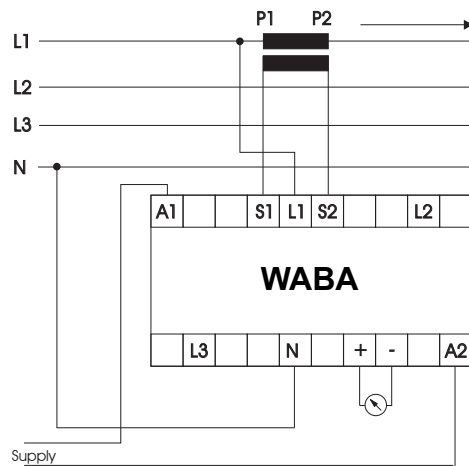 P1 P2
L1
L2
L3
N
A1 S1 L1 S2 L2
WABA
L3 N + - A2
Supply